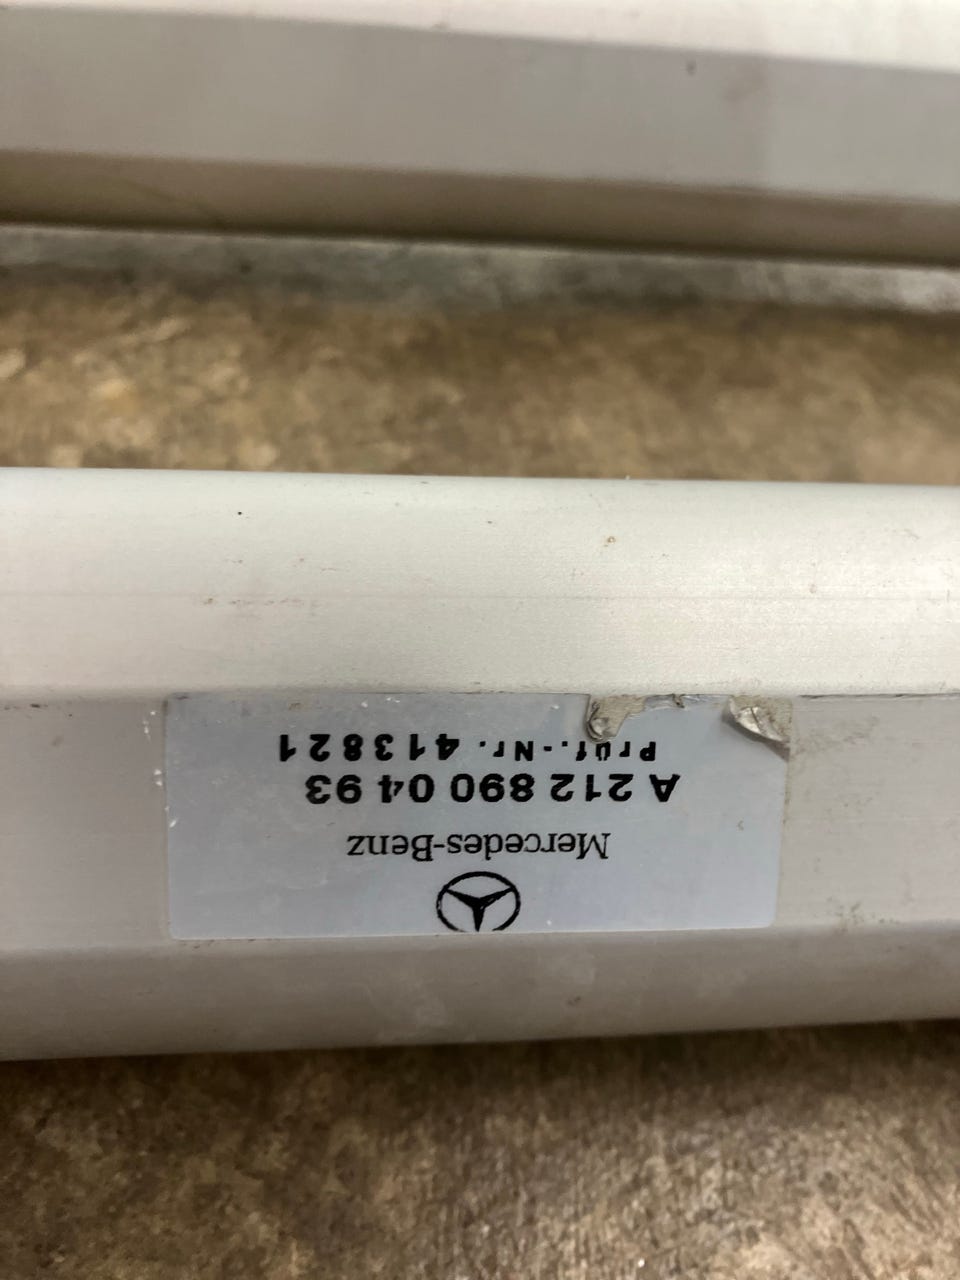 Mercedes-Benz
A 212 890 04 93
Prüf.-Nr. 413821